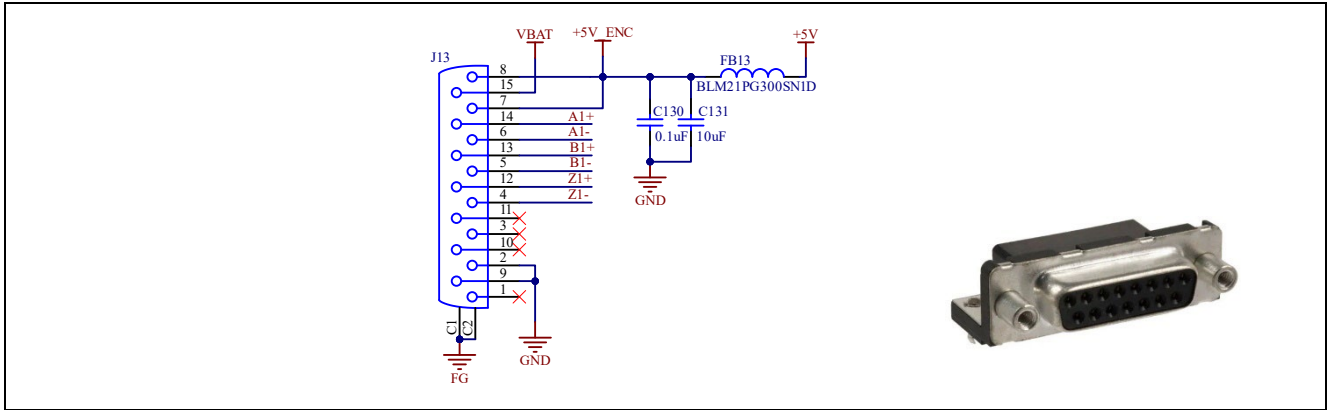 VBAT
+5V_ENC
+5V
J13
FB13
BLM21PG300SN1D
8
15
7
14 A1+
6 A1-
13 B1+
5 B1-
12 Z1+
4 Z1-
11
3
10
2
9
1
C130
0.1uF
C131
10uF
GND
C1
C2
GND
FG